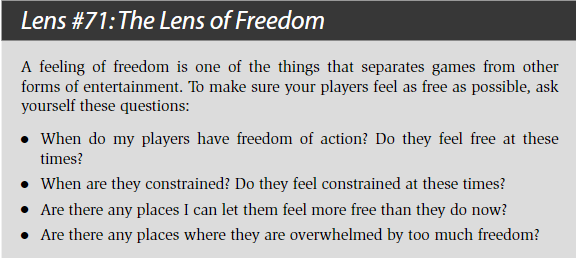 Lens #71: The Lens of Freedom
A feeling of freedom is one of the things that separates games from other
forms of entertainment. To make sure your players feel as free as possible, ask
yourself these questions:
● When do my players have freedom of action? Do they feel free at these
times?
● When are they constrained? Do they feel constrained at these times?
● Are there any places I can let them feel more free than they do now?
● Are there any places where they are overwhelmed by too much freedom?